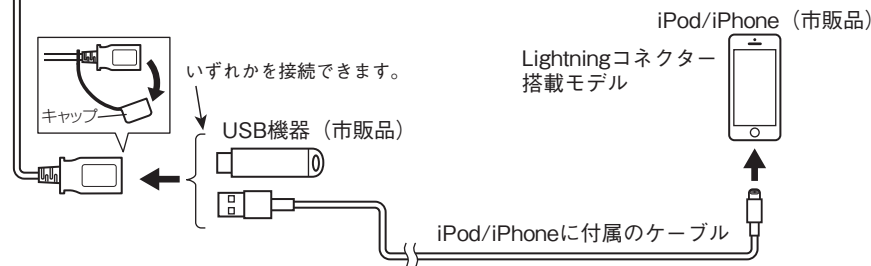 iPod/iPhone（市販品）
Lightningコネクター
搭載モデル
いずれかを接続できます。
キャップ
USB機器（市販品）
iPod/iPhoneに付属のケーブル